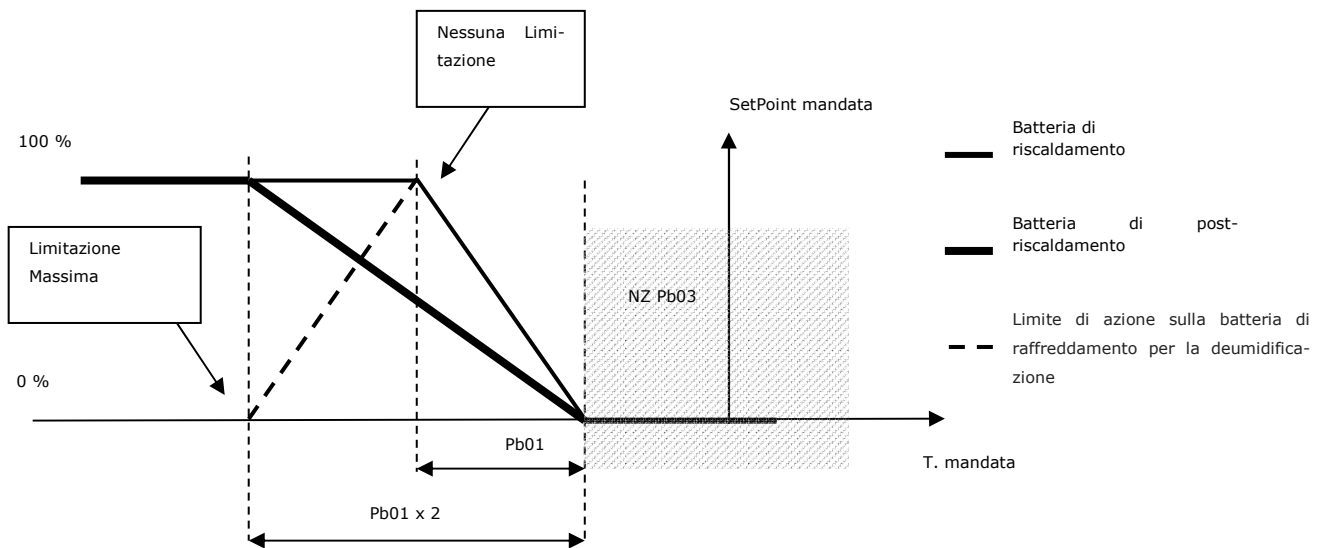 Nessuna Limi-
tazione
SetPoint mandata
100 %
Batteria di
riscaldamento
Limitazione
Massima
Batteria di post-
riscaldamento
NZ Pb03
Limite di azione sulla batteria di
raffreddamento per la deumidifica-
zione
0 %
Pb01
T. mandata
Pb01 x 2